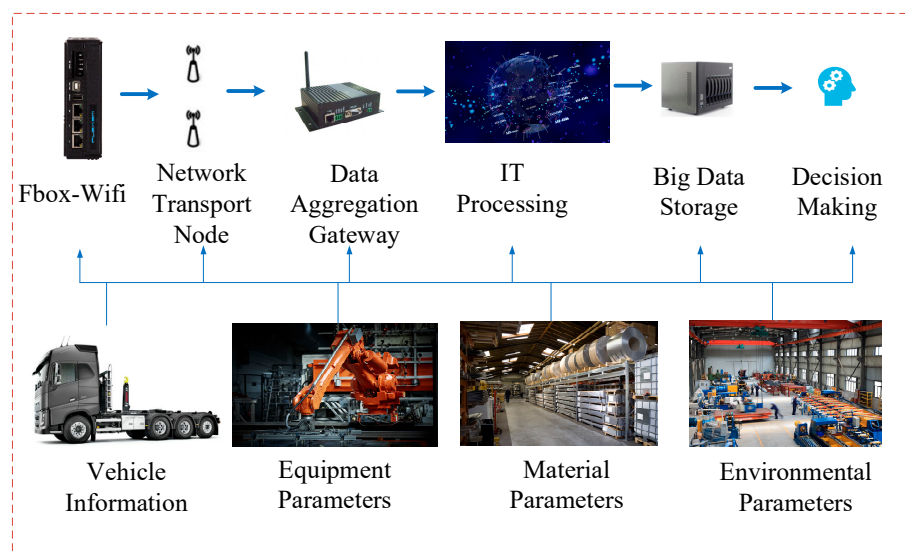 Fbox-Wifi
Network
Transport
Node
Data
Aggregation
Gateway
IT
Processing
Big Data
Storage
Decision
Making
Vehicle
Information
Equipment
Parameters
Material
Parameters
Environmental
Parameters